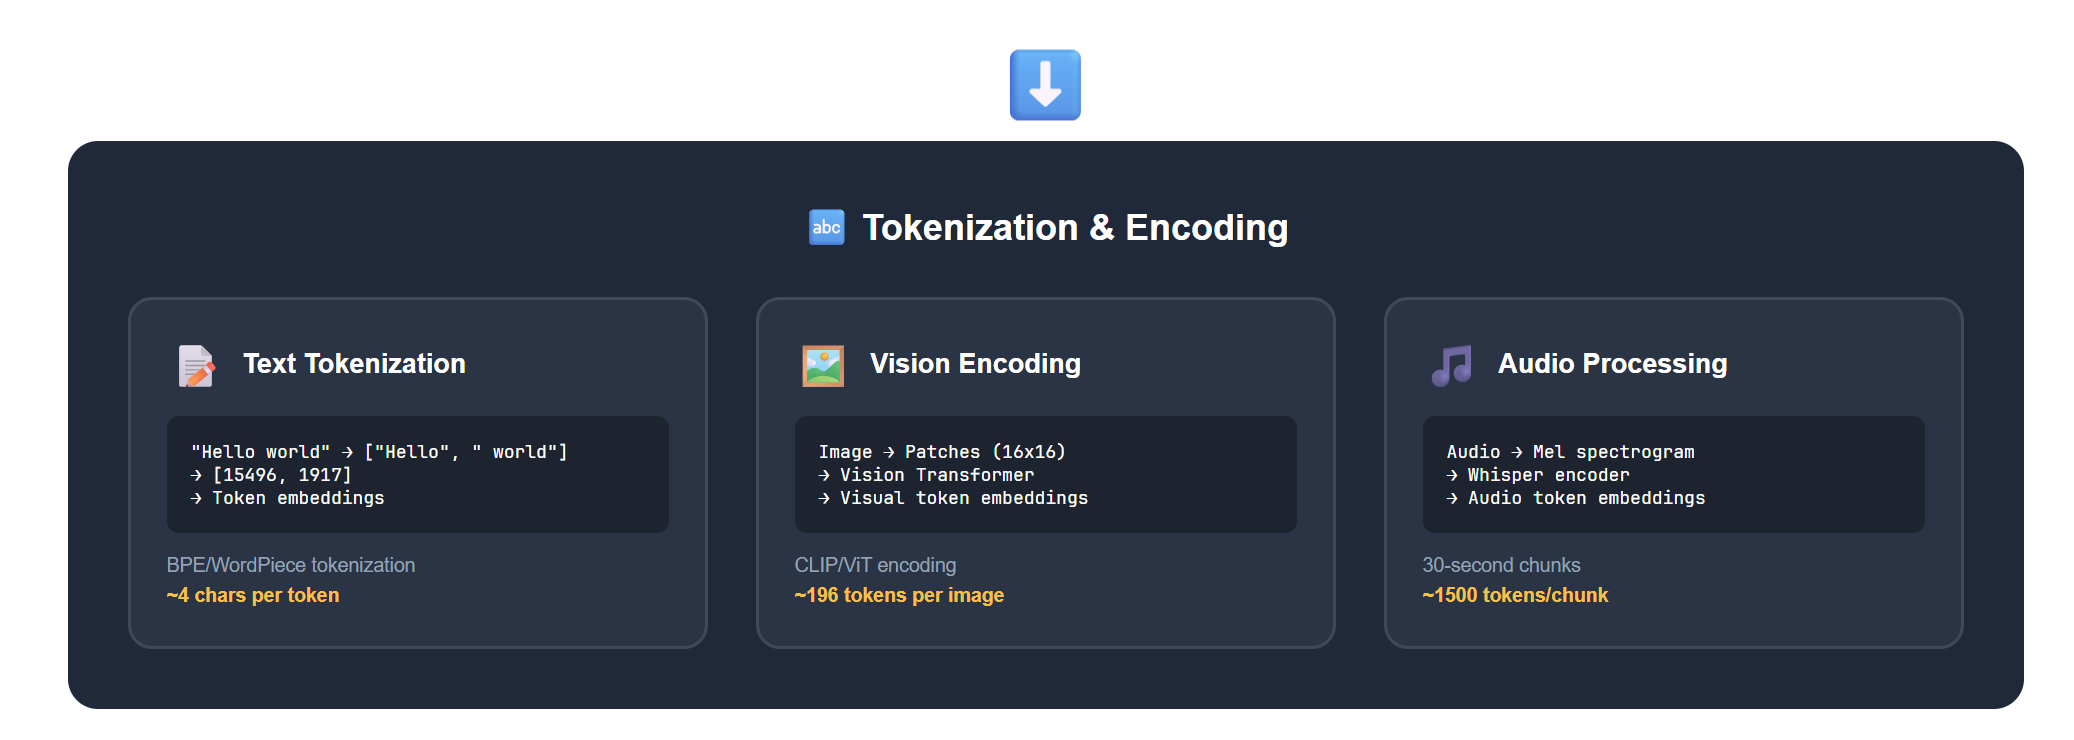 abc Tokenization & Encoding
Text Tokenization
"Hello world" → ["Hello", " world"]
→ [15496, 1917]
→ Token embeddings
BPE/WordPiece tokenization
~4 chars per token
Vision Encoding
Image → Patches (16x16)
→ Vision Transformer
→ Visual token embeddings
CLIP/ViT encoding
~196 tokens per image
Audio Processing
Audio → Mel spectrogram
→ Whisper encoder
→ Audio token embeddings
30-second chunks
~1500 tokens/chunk